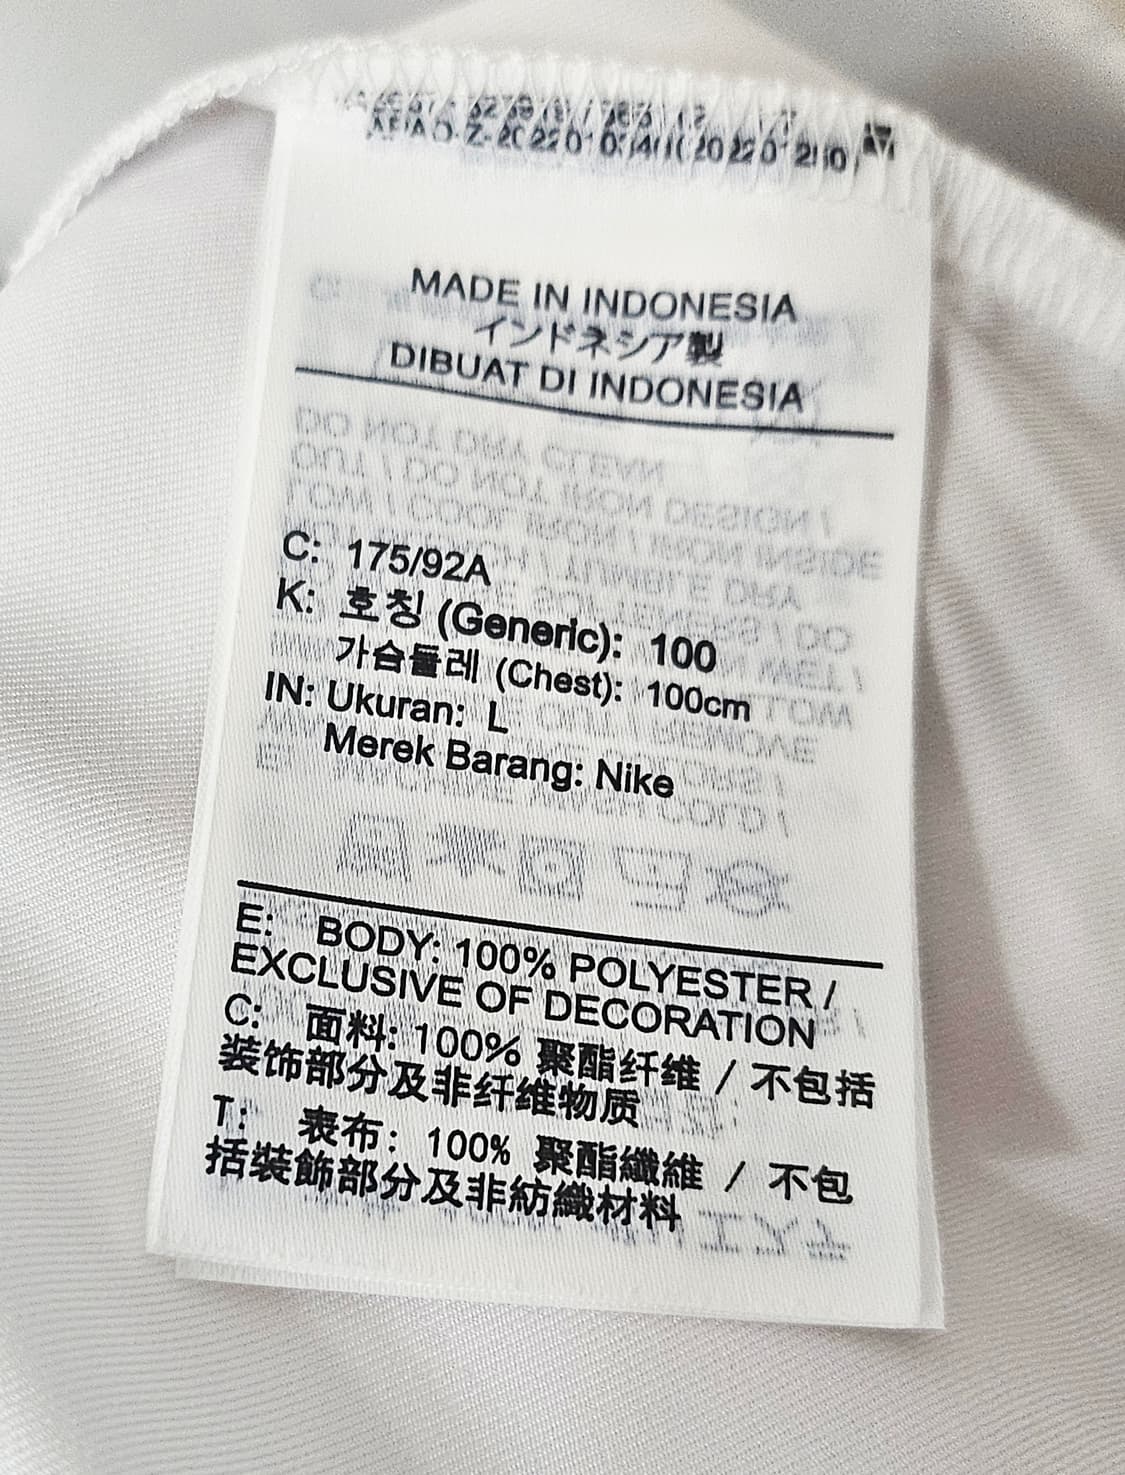 MADE IN INDONESIA
インドネシア製
DIBUAT DI INDONESIA
C: 175/92A
K: 호칭 (Generic): 100
가슴둘레 (Chest): 100cm
IN: Ukuran: L
Merek Barang: Nike
E: BODY: 100% POLYESTER /
EXCLUSIVE OF DECORATION
C: 面料: 100% 聚酯纤维 / 不包括
装饰部分及非纤维物质
T: 表布: 100% 聚酯纖維 / 不包
括裝飾部分及非紡織材料